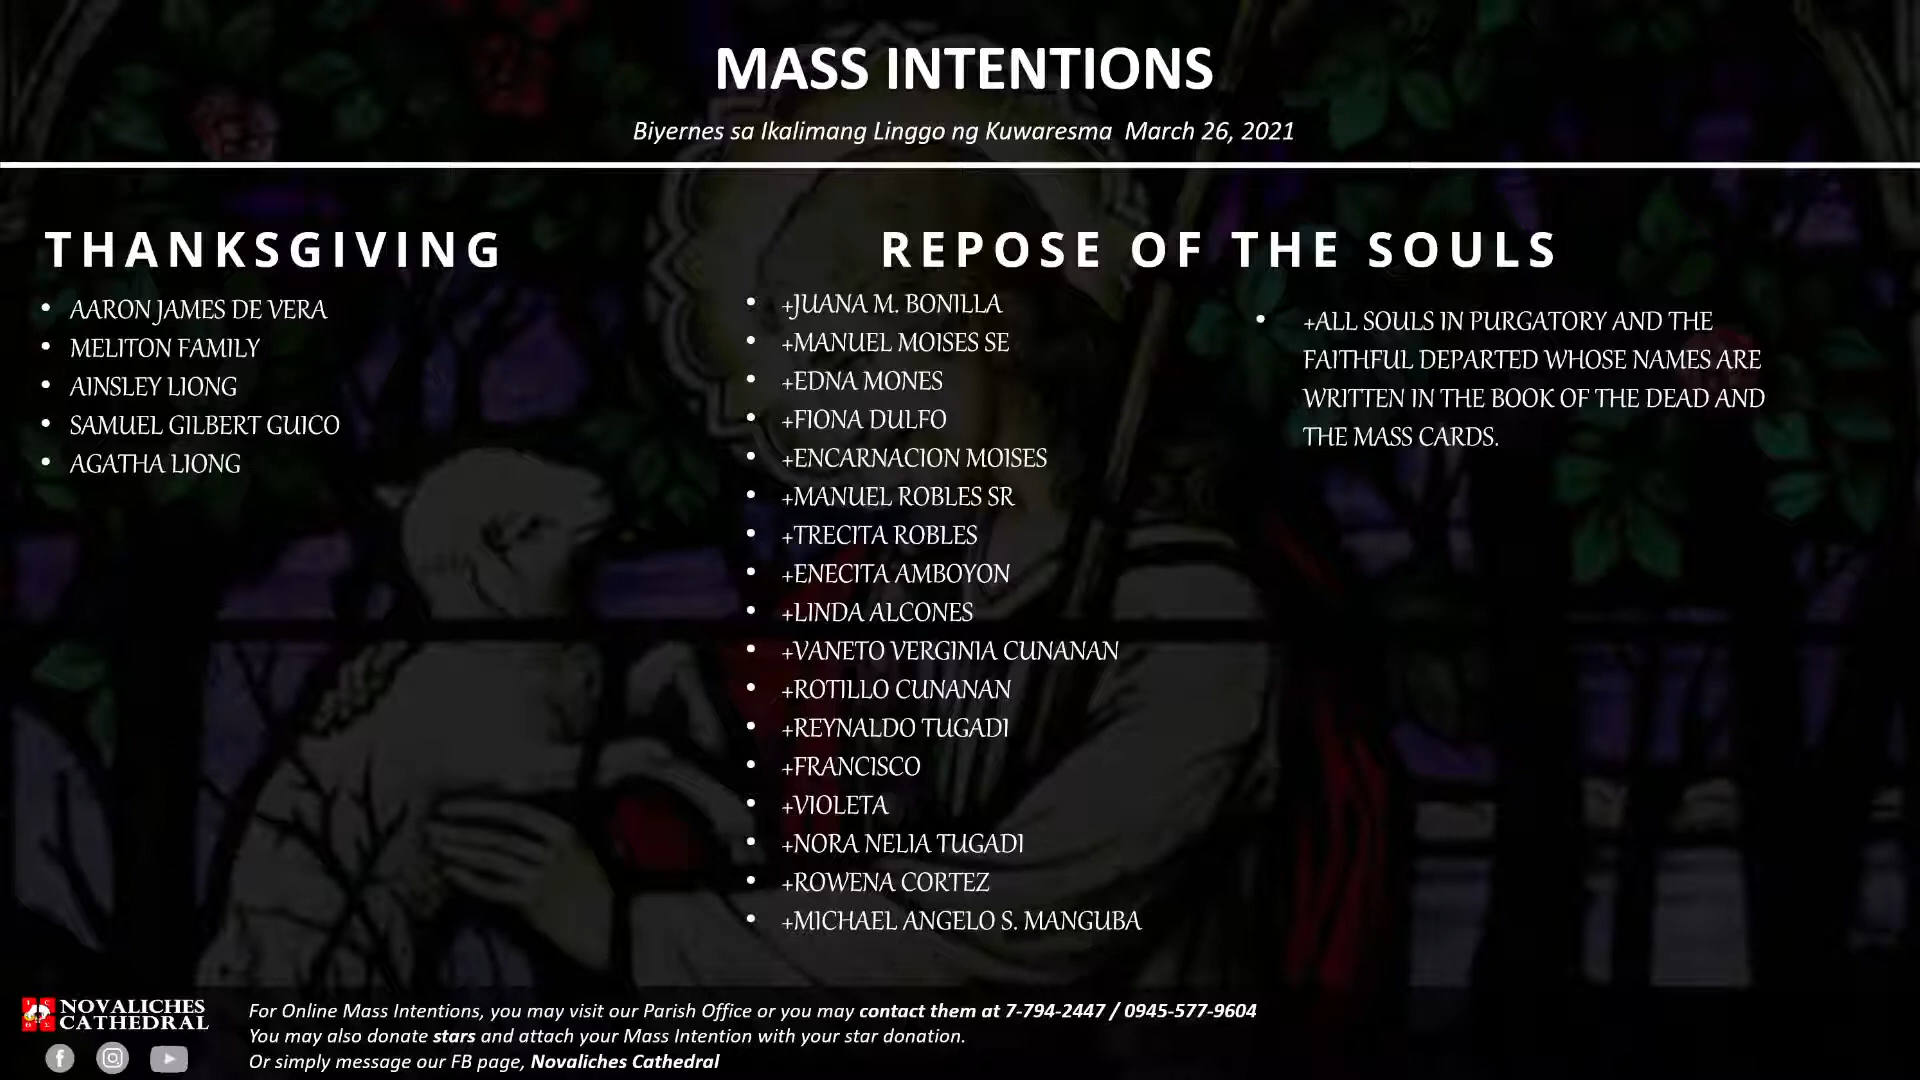 MASS INTENTIONS
Biyernes sa Ikalimang Linggo ng Kuwaresma March 26, 2021
THANKSGIVING
• AARON JAMES DE VERA
• MELITON FAMILY
• AINSLEY LIONG
• SAMUEL GILBERT GUICO
• AGATHA LIONG
REPOSE OF THE SOULS
• +JUANA M. BONILLA
• +MANUEL MOISES SE
• +EDNA MONES
• +FIONA DULFO
• +ENCARNACION MOISES
• +MANUEL ROBLES SR
• +TRECITA ROBLES
• +ENECITA AMBOYON
• +LINDA ALCONES
• +VANETO VERGINIA CUNANAN
• +ROTILLO CUNANAN
• +REYNALDO TUGADI
• +FRANCISCO
• +VIOLETA
• +NORA NELIA TUGADI
• +ROWENA CORTEZ
• +MICHAEL ANGELO S. MANGUBA
• +ALL SOULS IN PURGATORY AND THE
FAITHFUL DEPARTED WHOSE NAMES ARE
WRITTEN IN THE BOOK OF THE DEAD AND
THE MASS CARDS.
NOVALICHES
CATHEDRAL
For Online Mass Intentions, you may visit our Parish Office or you may contact them at 7-794-2447 / 0945-577-9604
You may also donate stars and attach your Mass Intention with your star donation.
Or simply message our FB page, Novaliches Cathedral